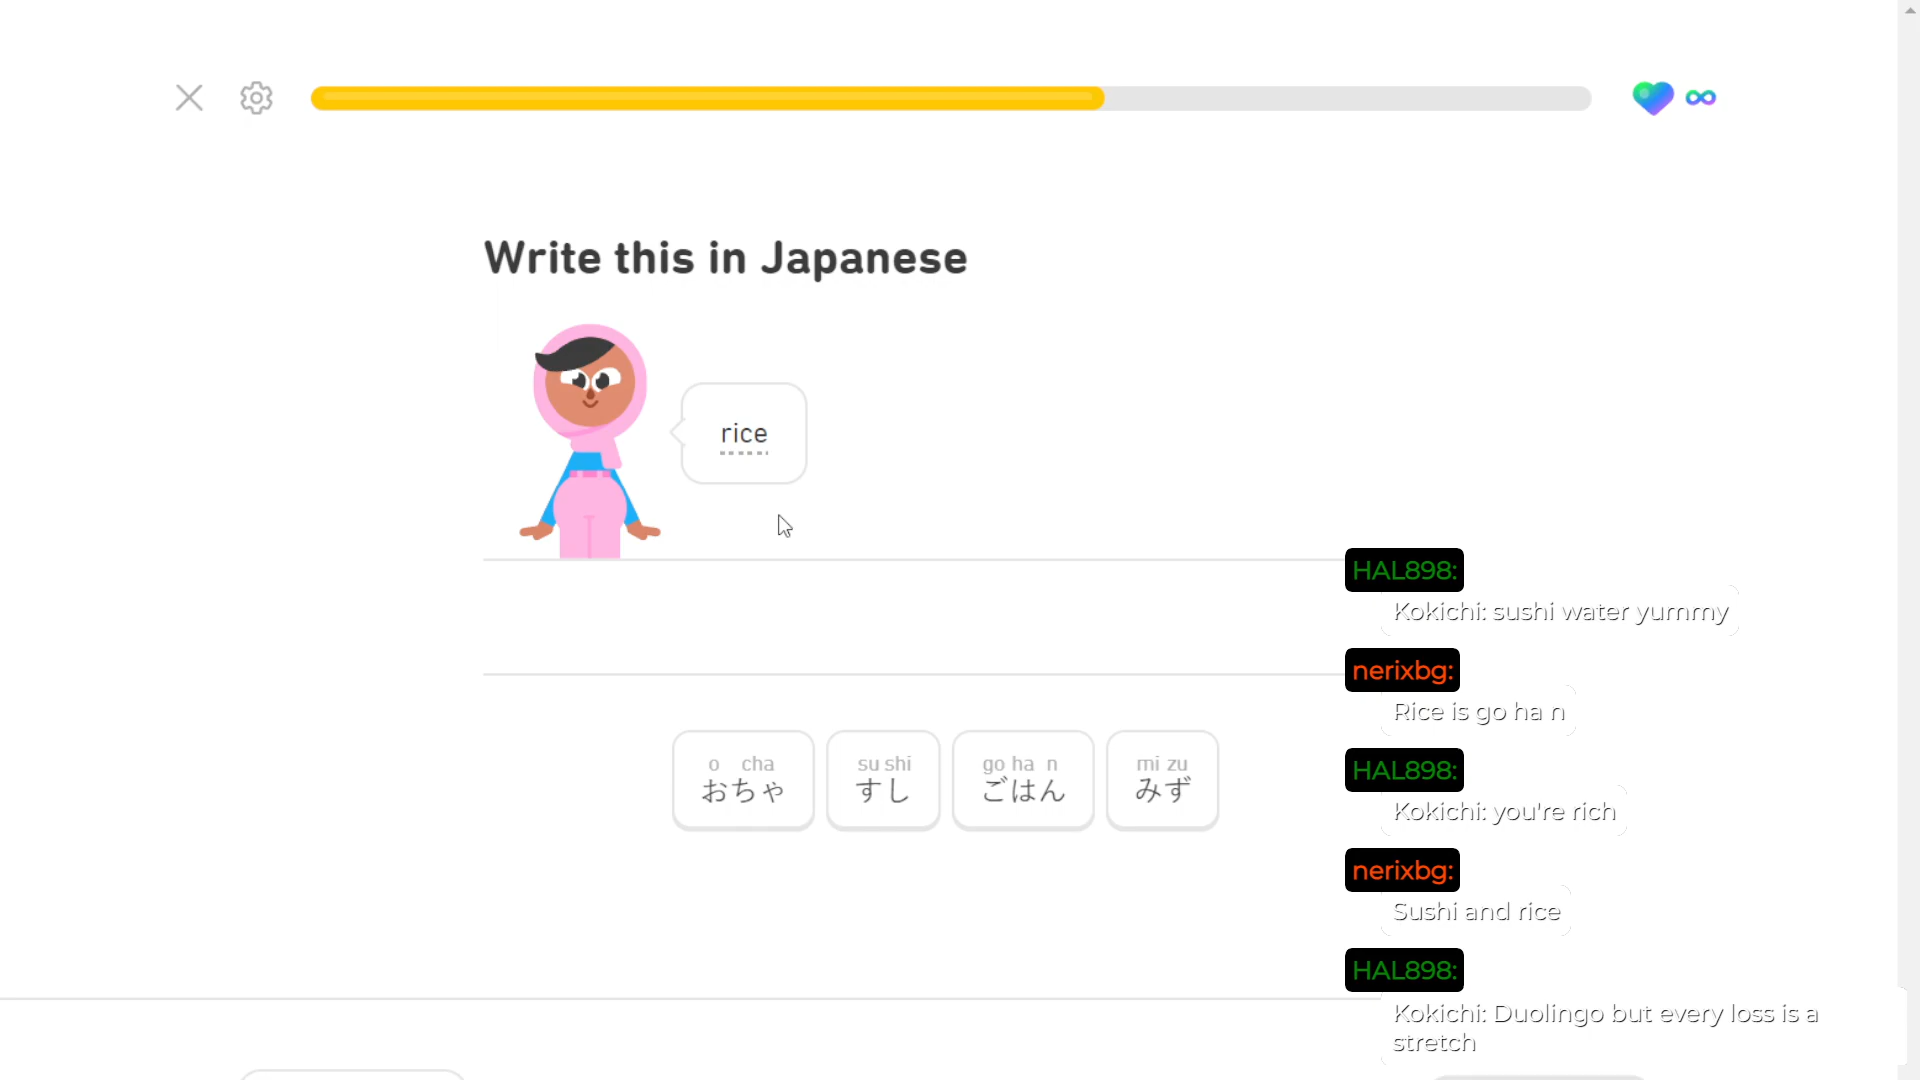 Write this in Japanese
rice
o cha
おちゃ
su shi
すし
go ha n
ごはん
mi zu
みず
HAL898:
Kokichi: sushi water yummy
nerixbg:
Rice is go ha n
HAL898:
Kokichi: you're rich
nerixbg:
Sushi and rice
HAL898:
Kokichi: Duolingo but every loss is a
stretch